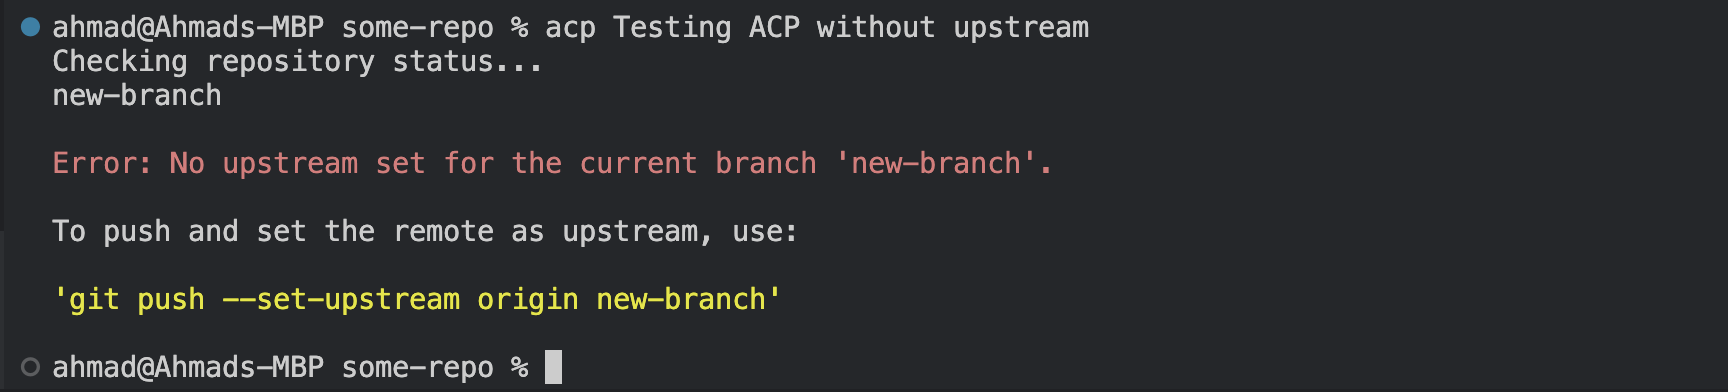 ahmad@Ahmads-MBP some-repo % acp Testing ACP without upstream
Checking repository status...
new-branch
Error: No upstream set for the current branch 'new-branch'.
To push and set the remote as upstream, use:
'git push --set-upstream origin new-branch'
ahmad@Ahmads-MBP some-repo %